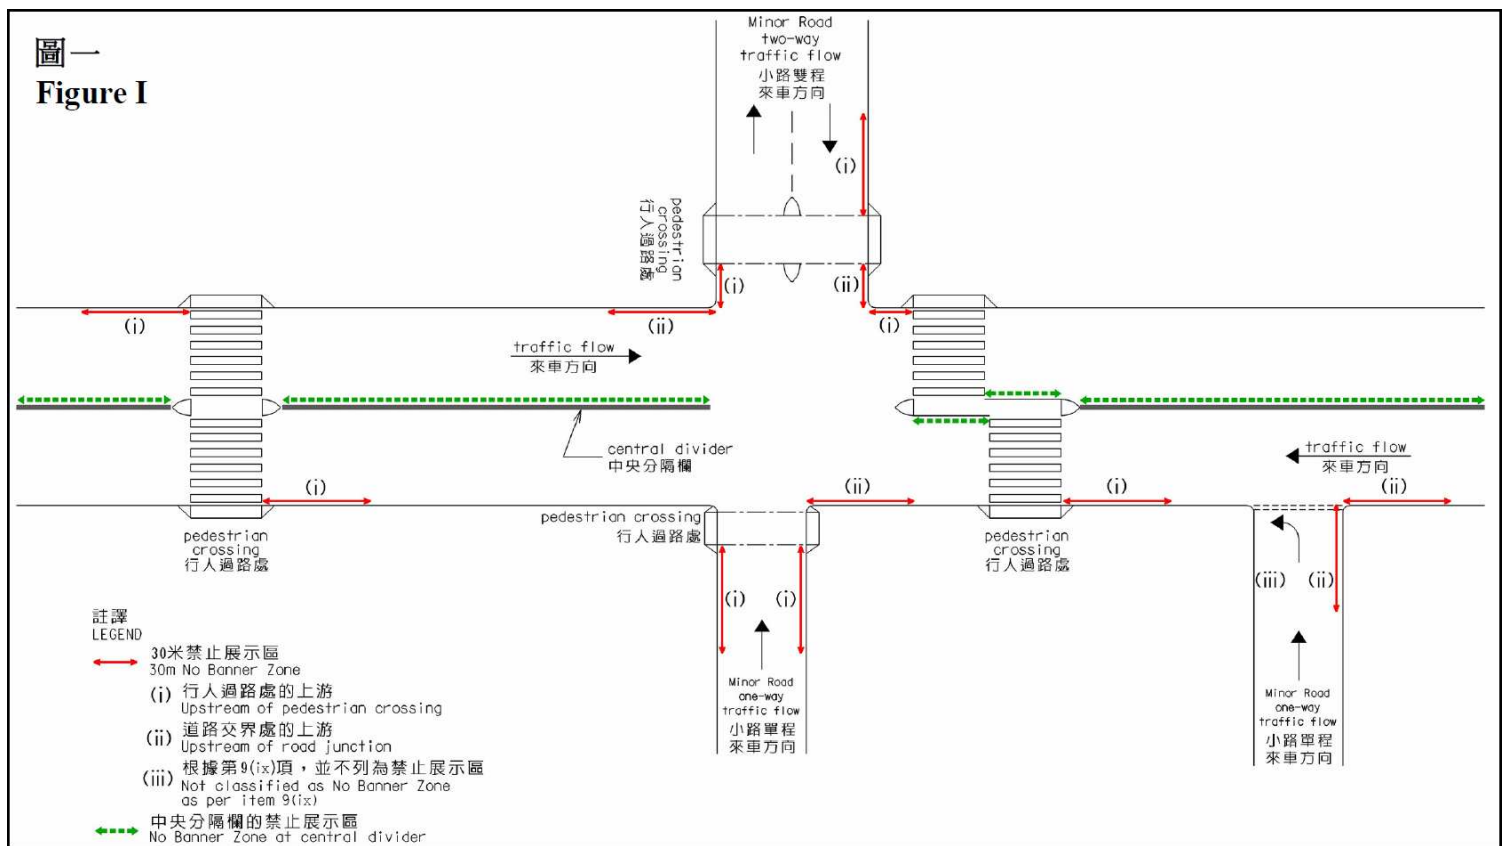 圖一
Figure I
Minor Road
two-way
traffic flow
小路雙程
來車方向
(i)
pedestrian
crossing
行人過路處
(i)
(ii)
(i)
(ii)
(i)
traffic flow
來車方向
central divider
中央分隔欄
traffic flow
來車方向
(i)
(ii)
(i)
(ii)
pedestrian crossing
行人過路處
pedestrian
crossing
行人過路處
pedestrian
crossing
行人過路處
(iii)
(ii)
(i)
(i)
Minor Road
one-way
traffic flow
小路單程
來車方向
Minor Road
one-way
traffic flow
小路單程
來車方向
註譯
LEGEND
30米禁止展示區
30m No Banner Zone
(i) 行人過路處的上游
Upstream of pedestrian crossing
(ii) 道路交界處的上游
Upstream of road junction
(iii) 根據第9(ix)項，並不列為禁止展示區
Not classified as No Banner Zone
as per item 9(ix)
中央分隔欄的禁止展示區
No Banner Zone at central divider